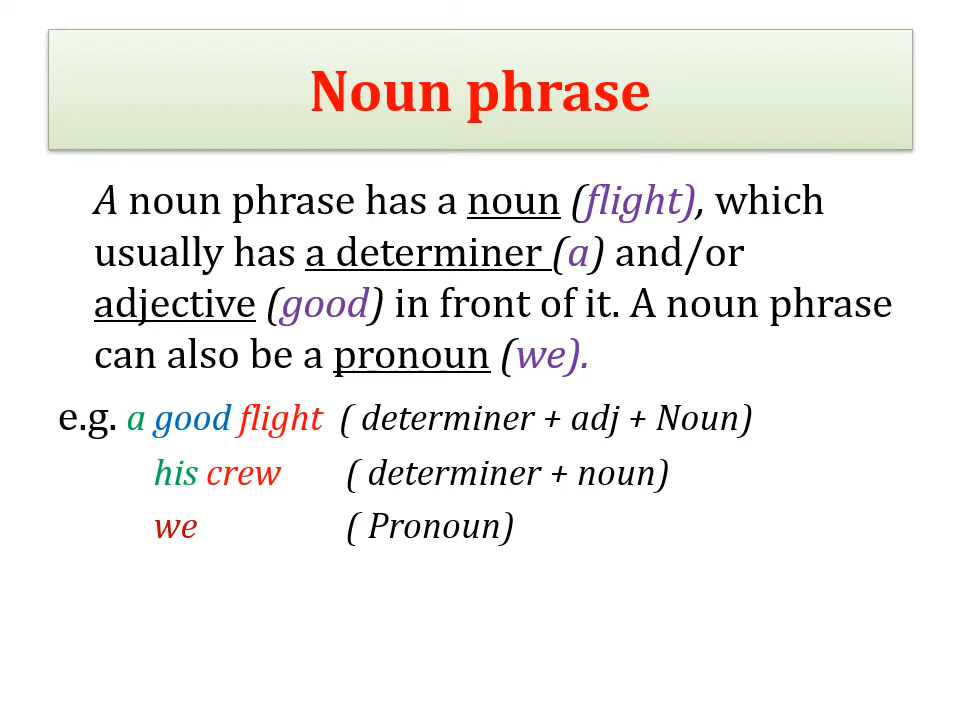 Noun phrase
A noun phrase has a noun (flight), which
usually has a determiner (a) and/or
adjective (good) in front of it. A noun phrase
can also be a pronoun (we).
e.g. a good flight ( determiner + adj + Noun)
his crew ( determiner + noun)
we ( Pronoun)